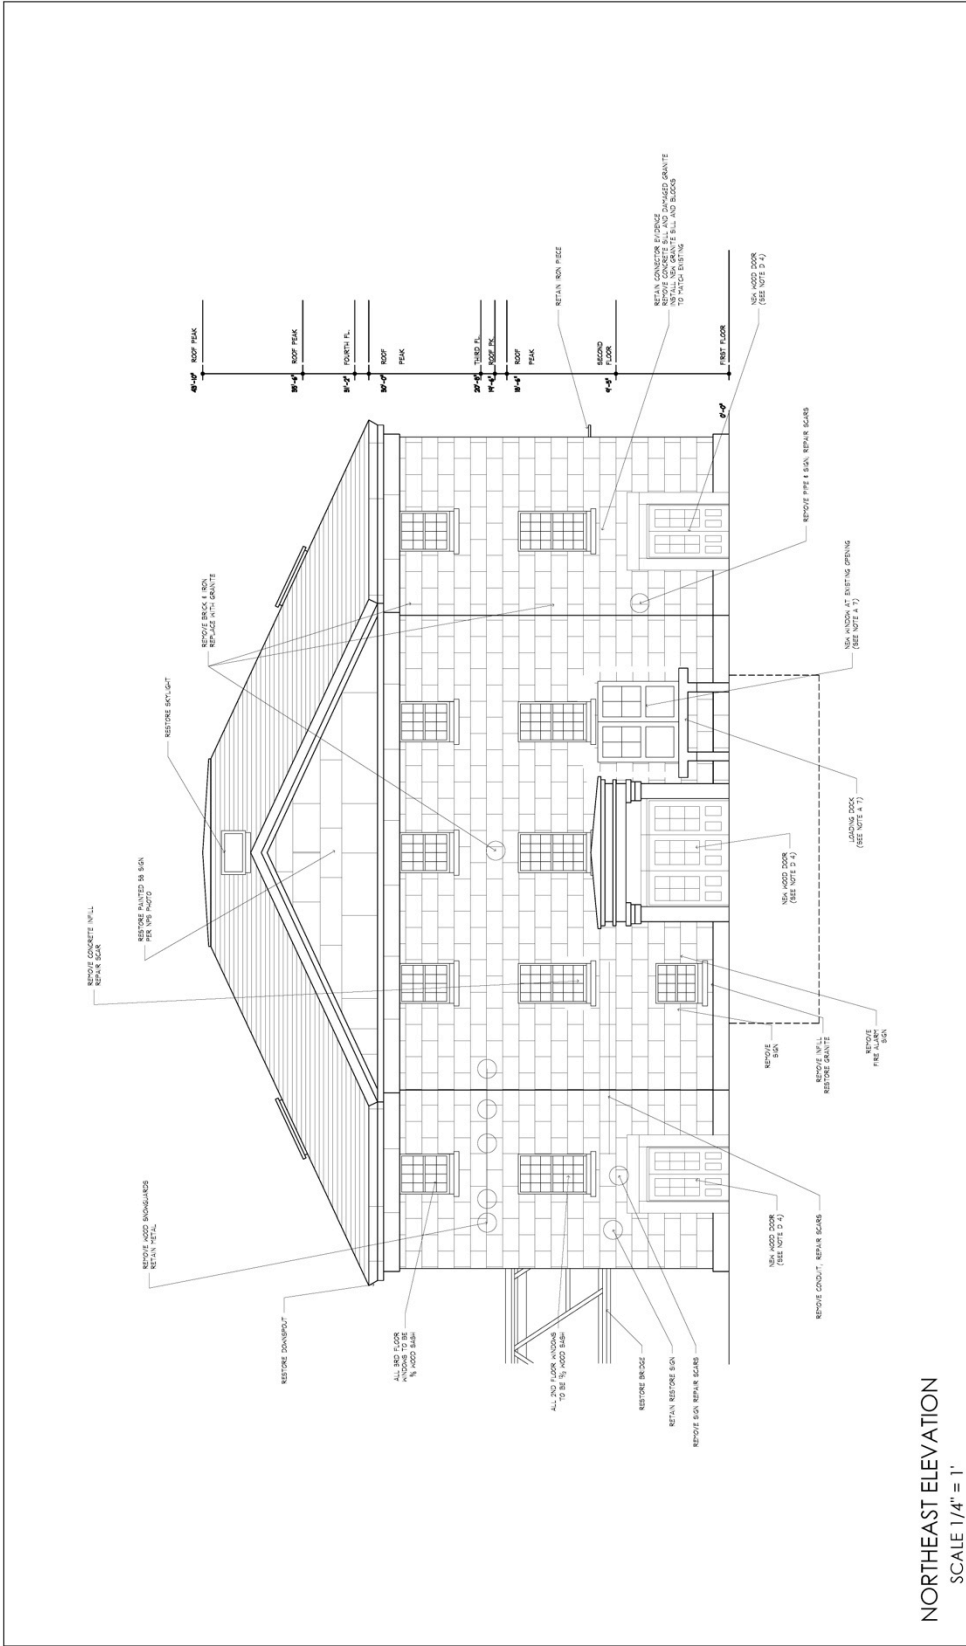 RESTORE DOWNSPOUT
REMOVE WOOD SNOWGUARDS
RETAIN METAL
REMOVE CONCRETE INFILL
REPAIR SCAR
RESTORE PAINTED 58 SIGN
PER NPS PHOTO
RESTORE SKYLIGHT
REMOVE BRICK & IRON
REPLACE WITH GRANITE
ROOF PEAK
ROOF PEAK
FOURTH FL.
ROOF
PEAK
30'-0"
THIRD FL.
ROOF PK.
ROOF
PEAK
SECOND
FLOOR
FIRST FLOOR
0'-0"
RETAIN IRON PIECE
RETAIN CONNECTOR EVIDENCE
REMOVE CONCRETE SILL AND DAMAGED GRANITE
INSTALL NEW GRANITE SILL AND BLOCKS
TO MATCH EXISTING
NEW WOOD DOOR
(SEE NOTE D 4)
ALL 3RD FLOOR
WINDOWS TO BE
WOOD SASH
ALL 2ND FLOOR WINDOWS
TO BE WOOD SASH
RESTORE BRIDGE
RETAIN RESTORE SIGN
REMOVE SIGN REPAIR SCARS
NEW WOOD DOOR
(SEE NOTE D 4)
REMOVE CONDUIT, REPAIR SCARS
REMOVE
SIGN
REMOVE INFILL
RESTORE GRANITE
REMOVE
FIRE ALARM
SIGN
NEW WOOD DOOR
(SEE NOTE D 4)
LOADING DOCK
(SEE NOTE A 7)
NEW WINDOW AT EXISTING OPENING
(SEE NOTE A 7)
REMOVE PIPE & SIGN, REPAIR SCARS
NORTHEAST ELEVATION
SCALE 1/4" = 1'